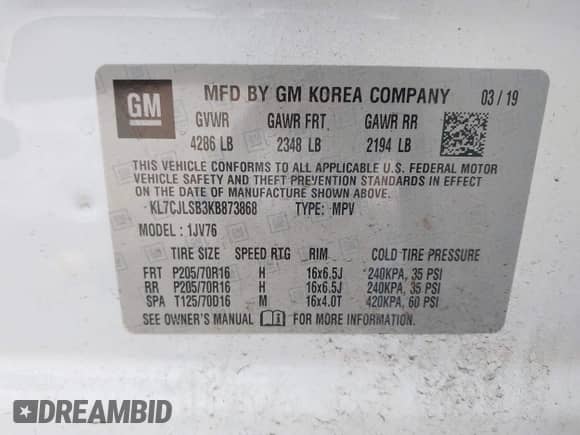 GM MFD BY GM KOREA COMPANY 03/19
GVWR GAWR FRT GAWR RR
4286 LB 2348 LB 2194 LB
THIS VEHICLE CONFORMS TO ALL APPLICABLE U.S. FEDERAL MOTOR
VEHICLE SAFETY AND THEFT PREVENTION STANDARDS IN EFFECT
ON THE DATE OF MANUFACTURE SHOWN ABOVE.
KL7CJLSB3KB873868 TYPE: MPV
MODEL : 1JV76
TIRE SIZE SPEED RTG RIM COLD TIRE PRESSURE
FRT P205/70R16 H 16x6.5J 240KPA, 35 PSI
RR P205/70R16 H 16x6.5J 240KPA, 35 PSI
SPA T125/70D16 M 16x4.0T 420KPA, 60 PSI
SEE OWNER'S MANUAL FOR MORE INFORMATION.
DREAMBID